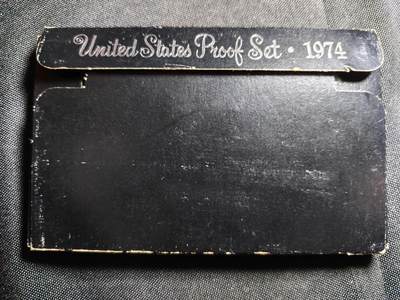 United States Proof Set • 1974